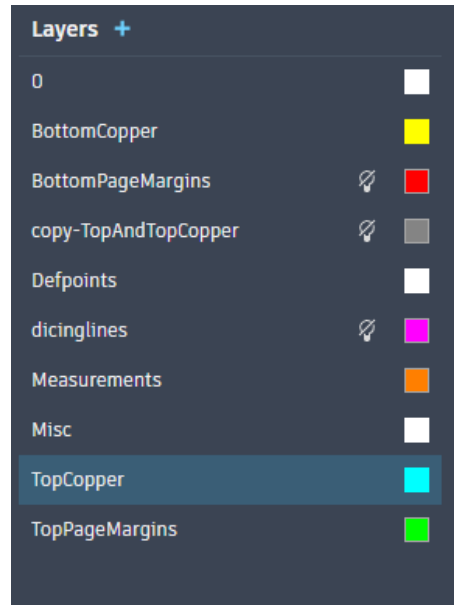 Layers +
0
BottomCopper
BottomPageMargins
copy-TopAndTopCopper
Defpoints
dicinglines
Measurements
Misc
TopCopper
TopPageMargins